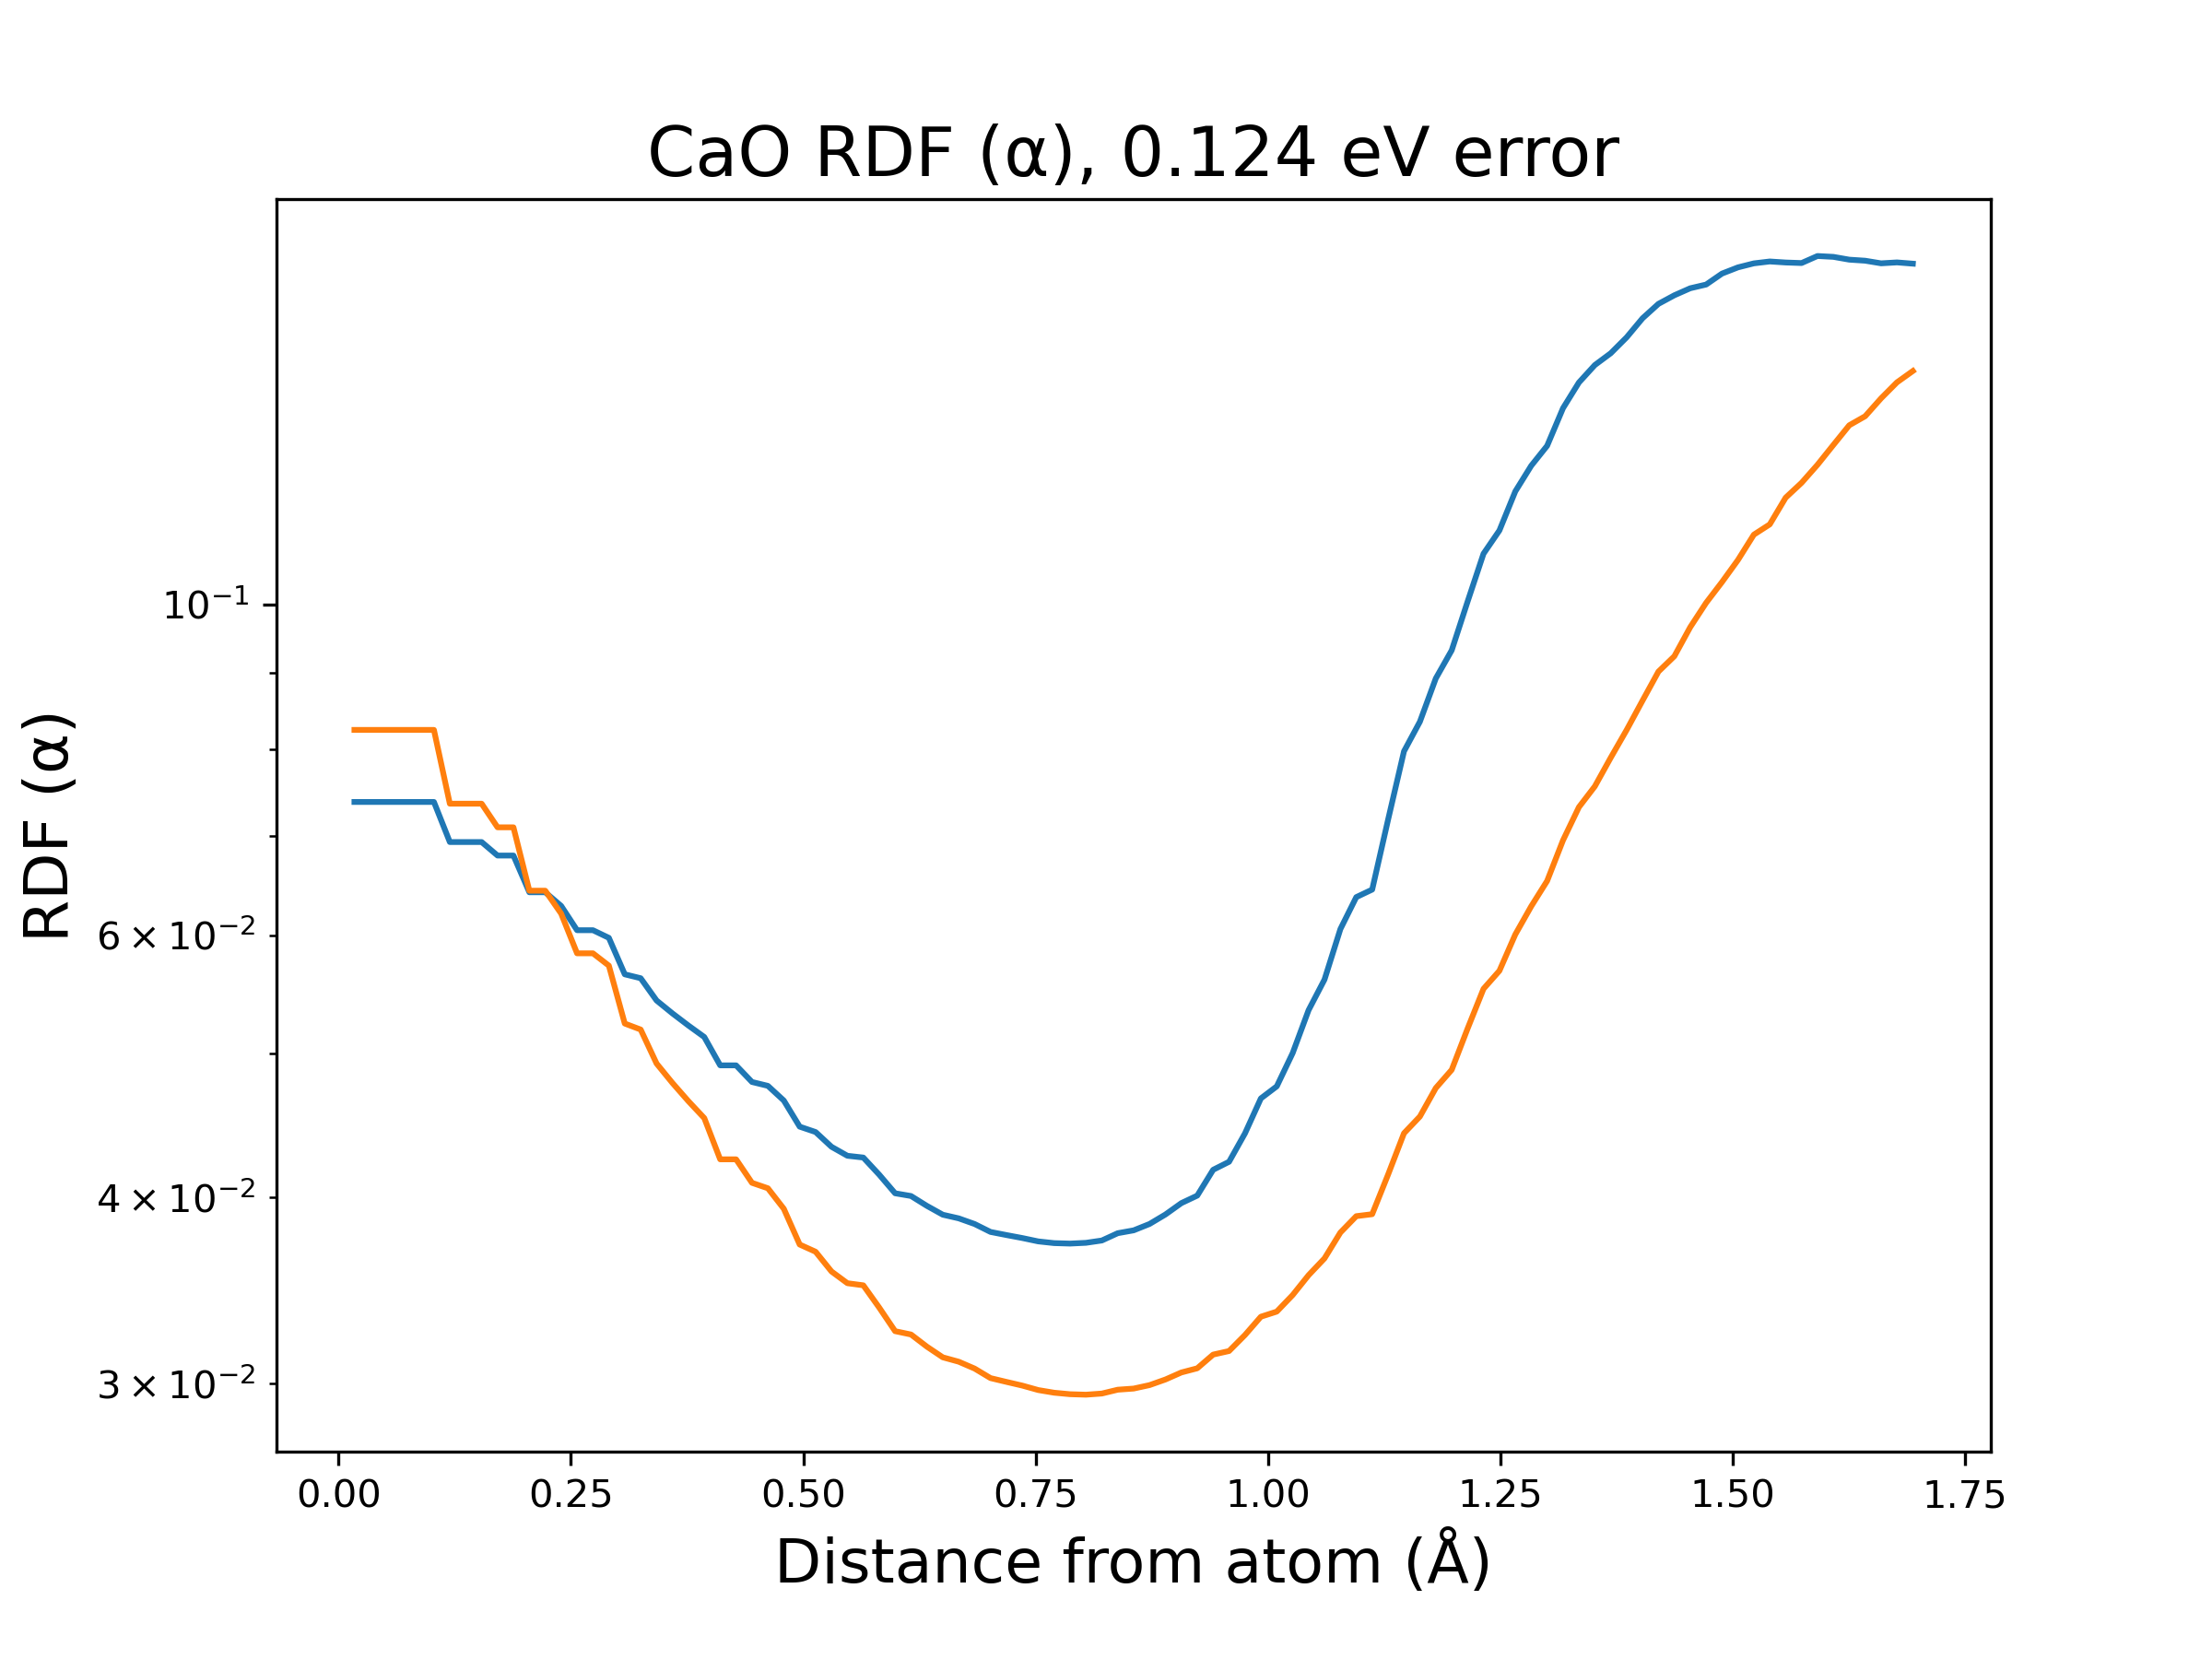 CaO RDF (α), 0.124 eV error
RDF (α)
10⁻¹
6 × 10⁻²
4 × 10⁻²
3 × 10⁻²
0.00 0.25 0.50 0.75 1.00 1.25 1.50 1.75
Distance from atom (Å)